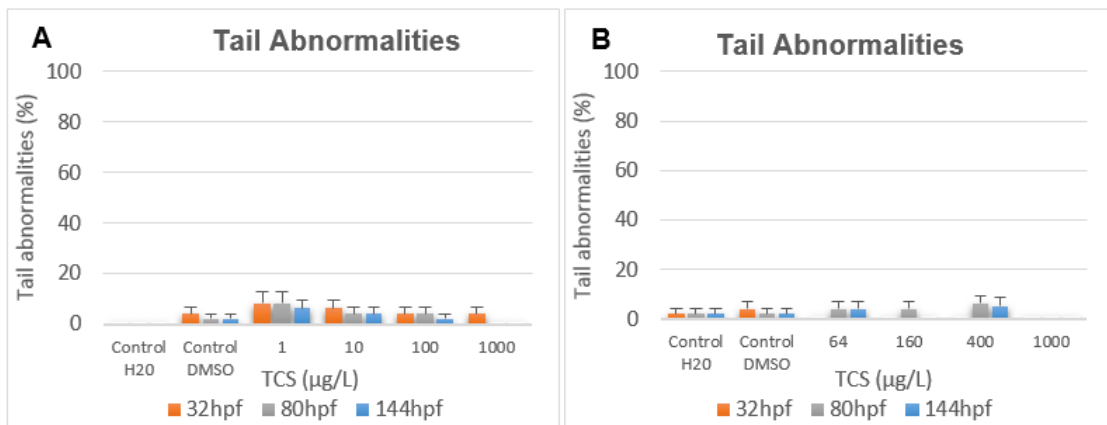 A
Tail Abnormalities
Tail abnormalities (%)
100
80
60
40
20
0
Control H20
Control DMSO
1
10
100
1000
TCS (µg/L)
32hpf 80hpf 144hpf
B
Tail Abnormalities
Tail abnormalities (%)
100
80
60
40
20
0
Control H20
Control DMSO
64
160
400
1000
TCS (µg/L)
32hpf 80hpf 144hpf